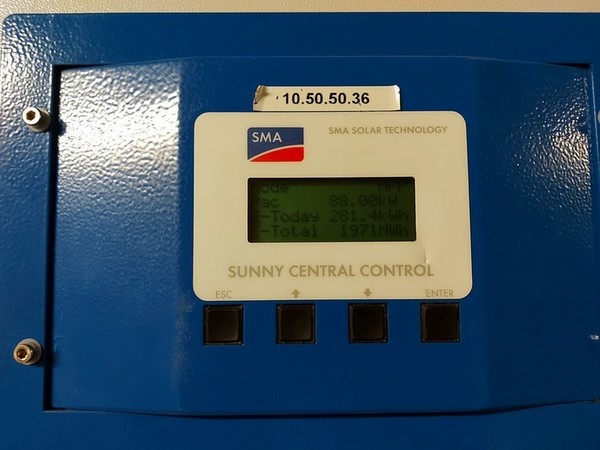 10.50.50.36
SMA
SMA SOLAR TECHNOLOGY
ode MPP
ac 88.00kW
-Today 281.4kWh
-Total 1971MWh
SUNNY CENTRAL CONTROL
ESC ENTER